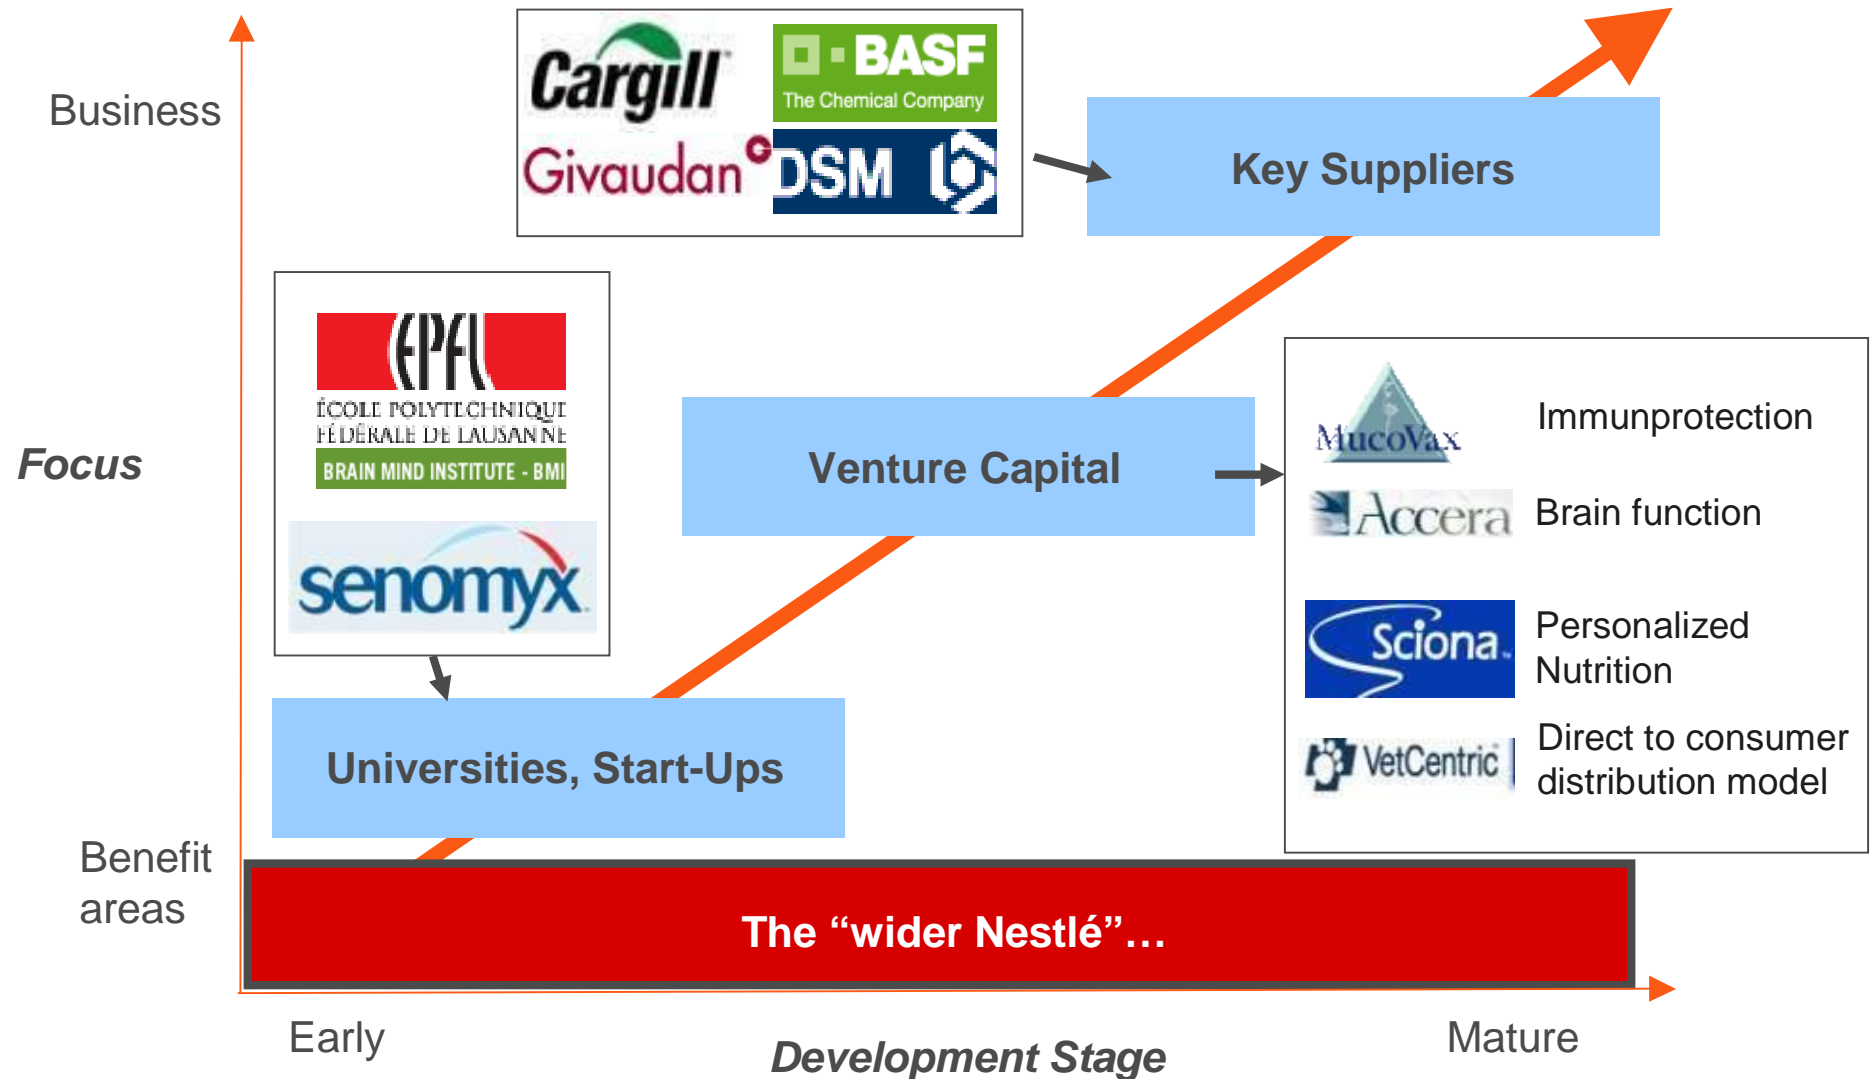 Business
Cargill
BASF
The Chemical Company
Givaudan
DSM
Key Suppliers
EPFL
ÉCOLE POLYTECHNIQUE
FÉDÉRALE DE LAUSANNE
BRAIN MIND INSTITUTE - BMI
senomyx
Focus
Venture Capital
MucoVax
Immunprotection
Accera
Brain function
Sciona
Personalized
Nutrition
VetCentric
Direct to consumer
distribution model
Universities, Start-Ups
Benefit
areas
The “wider Nestlé”…
Early
Development Stage
Mature